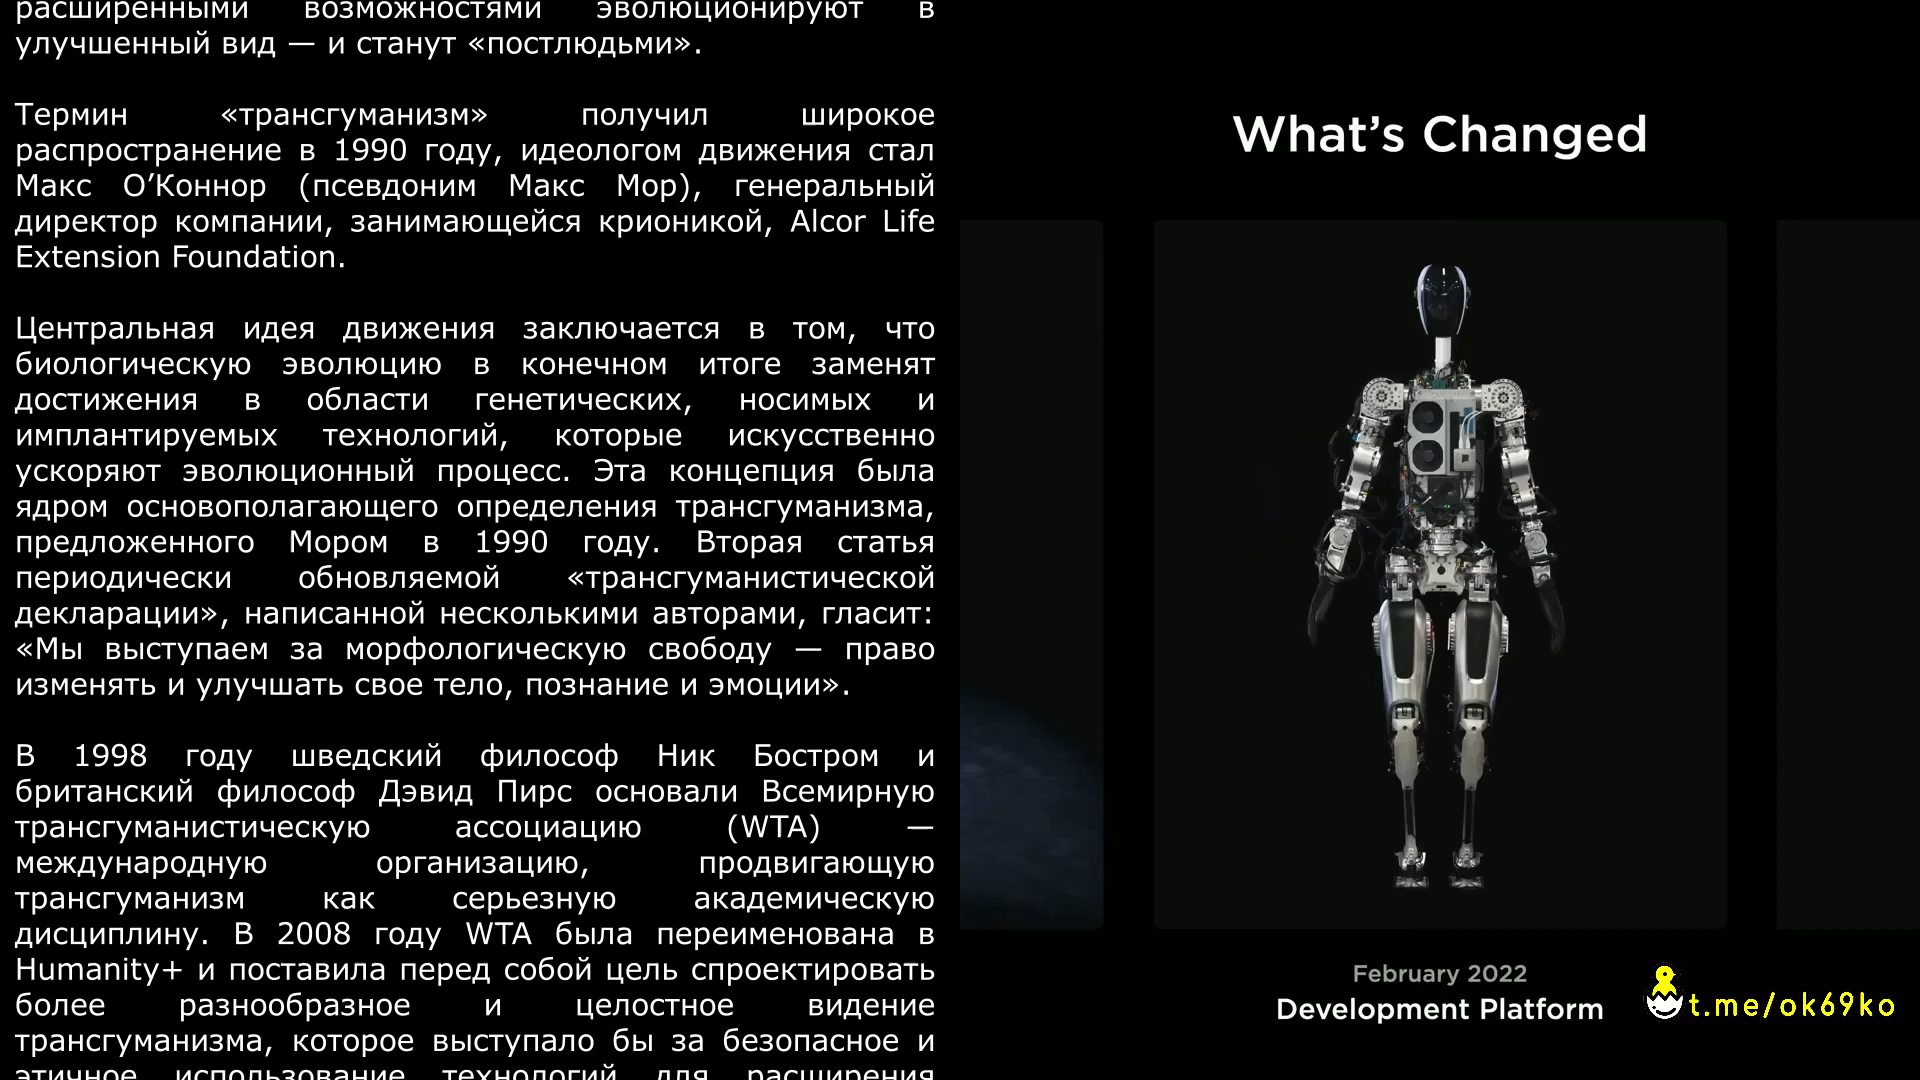 расширенными возможностями эволюционируют в
улучшенный вид — и станут «постлюдьми».
Термин «трансгуманизм» получил широкое
распространение в 1990 году, идеологом движения стал
Макс О’Коннор (псевдоним Макс Мор), генеральный
директор компании, занимающейся крионикой, Alcor Life
Extension Foundation.
Центральная идея движения заключается в том, что
биологическую эволюцию в конечном итоге заменят
достижения в области генетических, носимых и
имплантируемых технологий, которые искусственно
ускоряют эволюционный процесс. Эта концепция была
ядром основополагающего определения трансгуманизма,
предложенного Мором в 1990 году. Вторая статья
периодически обновляемой «трансгуманистической
декларации», написанной несколькими авторами, гласит:
«Мы выступаем за морфологическую свободу — право
изменять и улучшать свое тело, познание и эмоции».
В 1998 году шведский философ Ник Бостром и
британский философ Дэвид Пирс основали Всемирную
трансгуманистическую ассоциацию (WTA) —
международную организацию, продвигающую
трансгуманизм как серьезную академическую
дисциплину. В 2008 году WTA была переименована в
Humanity+ и поставила перед собой цель спроектировать
более разнообразное и целостное видение
трансгуманизма, которое выступало бы за безопасное и
этичное использование технологий для расширения
What’s Changed
February 2022
Development Platform
t.me/ok69ko